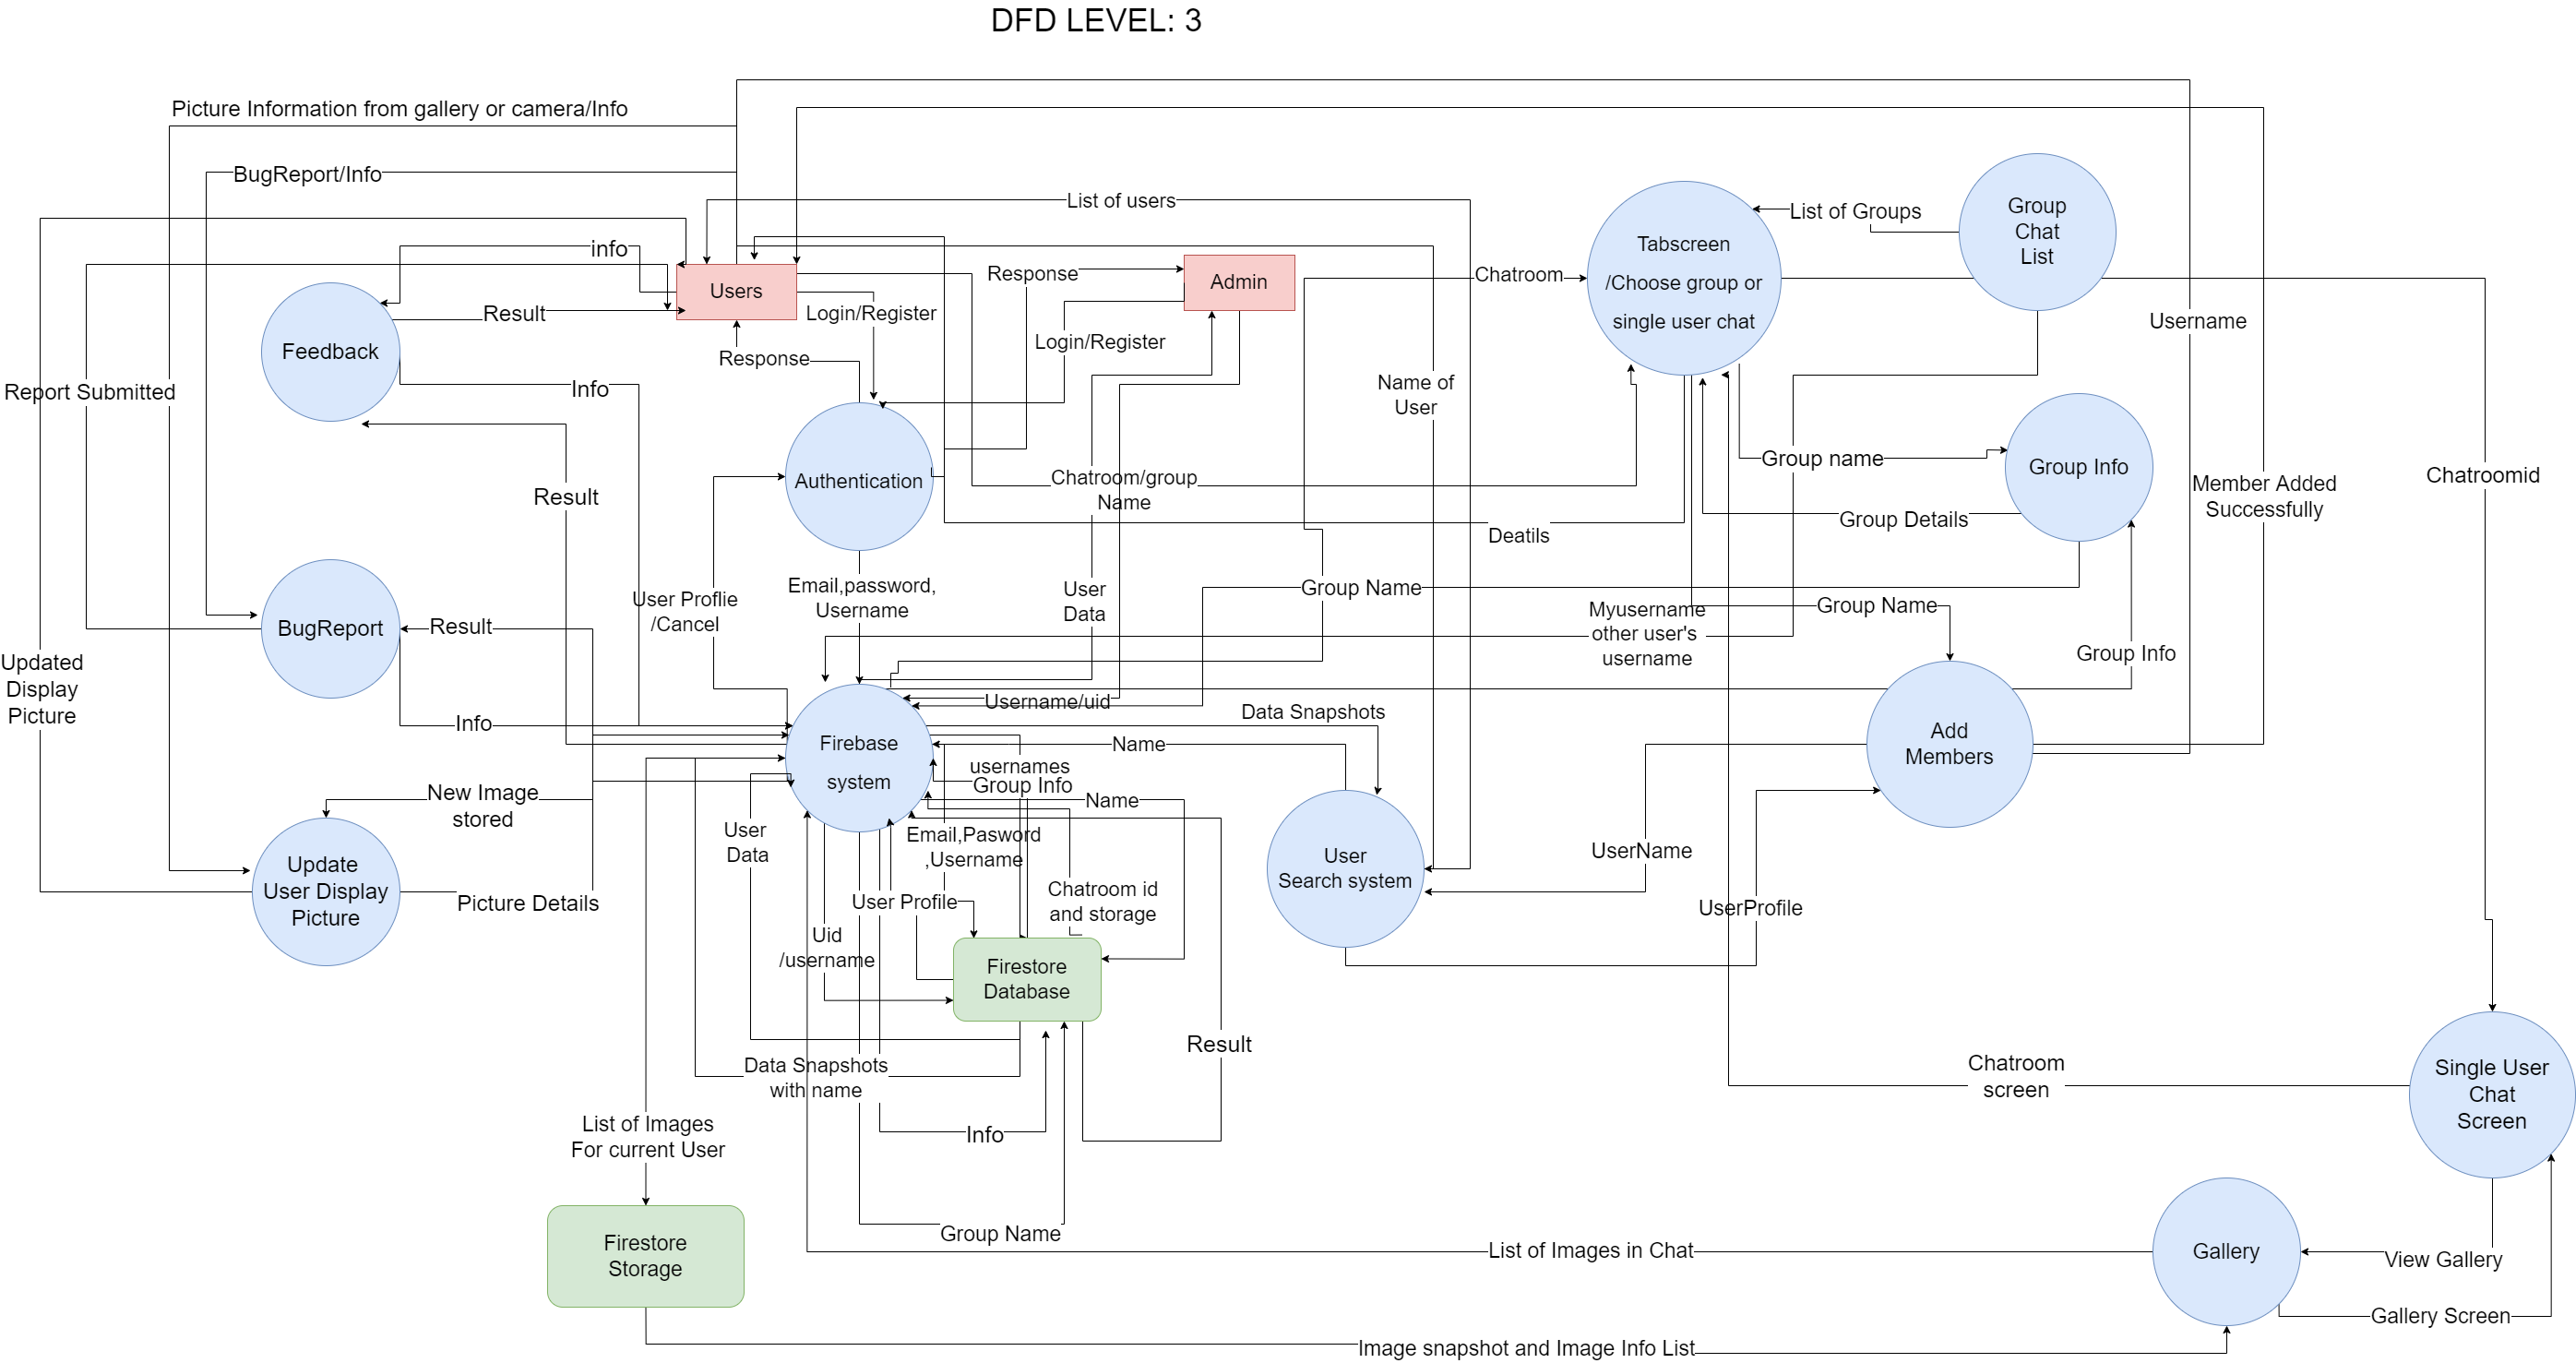 DFD LEVEL: 3
Picture Information from gallery or camera/Info
BugReport/Info
List of users
List of Groups
Group
Chat
List
Tabscreen
/Choose group or
single user chat
info
Users
Response
Admin
Chatroom
Result
Login/Register
Username
Feedback
Response
Login/Register
Report Submitted
Info
Name of
User
Group name
Group Info
Result
Authentication
Chatroom/group
Name
Member Added
Successfully
Chatroomid
Group Details
Deatils
User Proflie
/Cancel
Email,password,
Username
User
Data
Group Name
Myusername
other user's
username
Group Name
BugReport
Result
Group Info
Updated
Display
Picture
Username/uid
Data Snapshots
Info
Firebase
system
Name
Add
Members
usernames
Group Info
New Image
stored
Name
User
Data
Email,Pasword
,Username
UserName
User
Search system
Update
User Display
Picture
Picture Details
User Profile
Chatroom id
and storage
UserProfile
Uid
/username
Firestore
Database
Result
Data Snapshots
with name
Chatroom
screen
Single User
Chat
Screen
List of Images
For current User
Info
Group Name
Firestore
Storage
List of Images in Chat
Gallery
View Gallery
Gallery Screen
Image snapshot and Image Info List